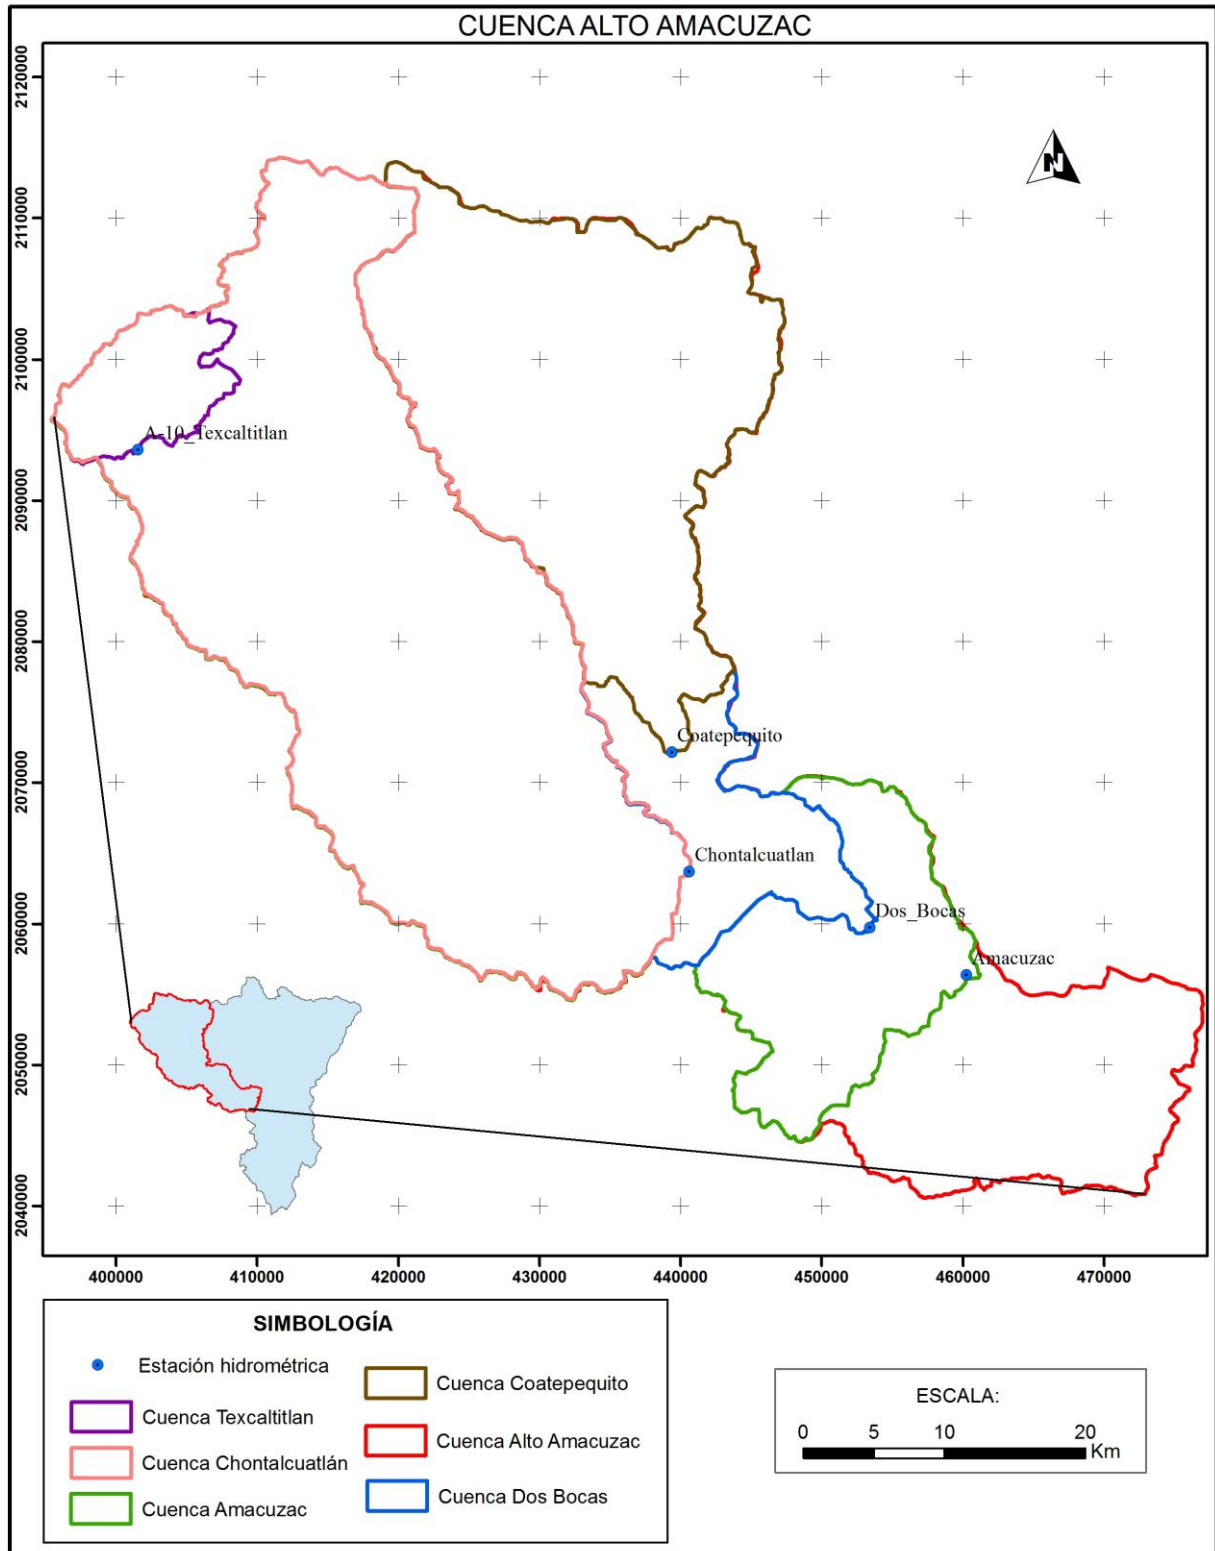 CUENCA ALTO AMACUZAC
2120000
N
2110000
2100000
A-10_Texcaltitlan
2090000
2080000
Coatepequito
2070000
Chontalcuatlan
Dos_Bocas
2060000
Amacuzac
2050000
2040000
400000 410000 420000 430000 440000 450000 460000 470000
SIMBOLOGÍA
Estación hidrométrica
Cuenca Texcaltitlan
Cuenca Chontalcuatlán
Cuenca Amacuzac
Cuenca Coatepequito
Cuenca Alto Amacuzac
Cuenca Dos Bocas
ESCALA:
0 5 10 20
Km